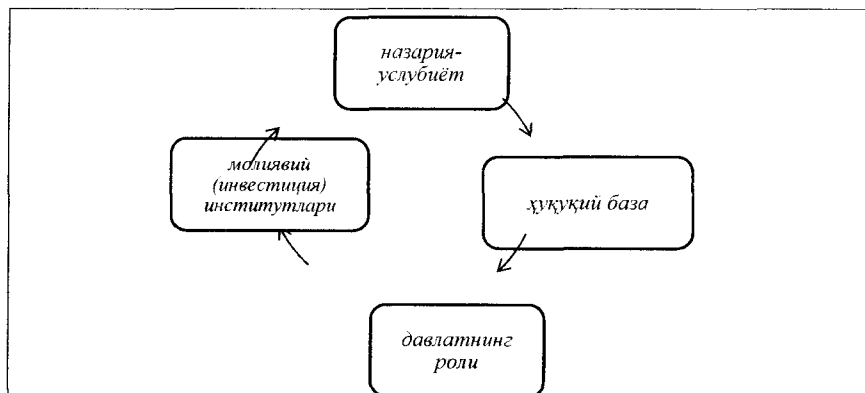 назария-
услубиёт
молиявий
(инвестиция)
институтлари
ҳуқуқий база
давлатнинг
роли